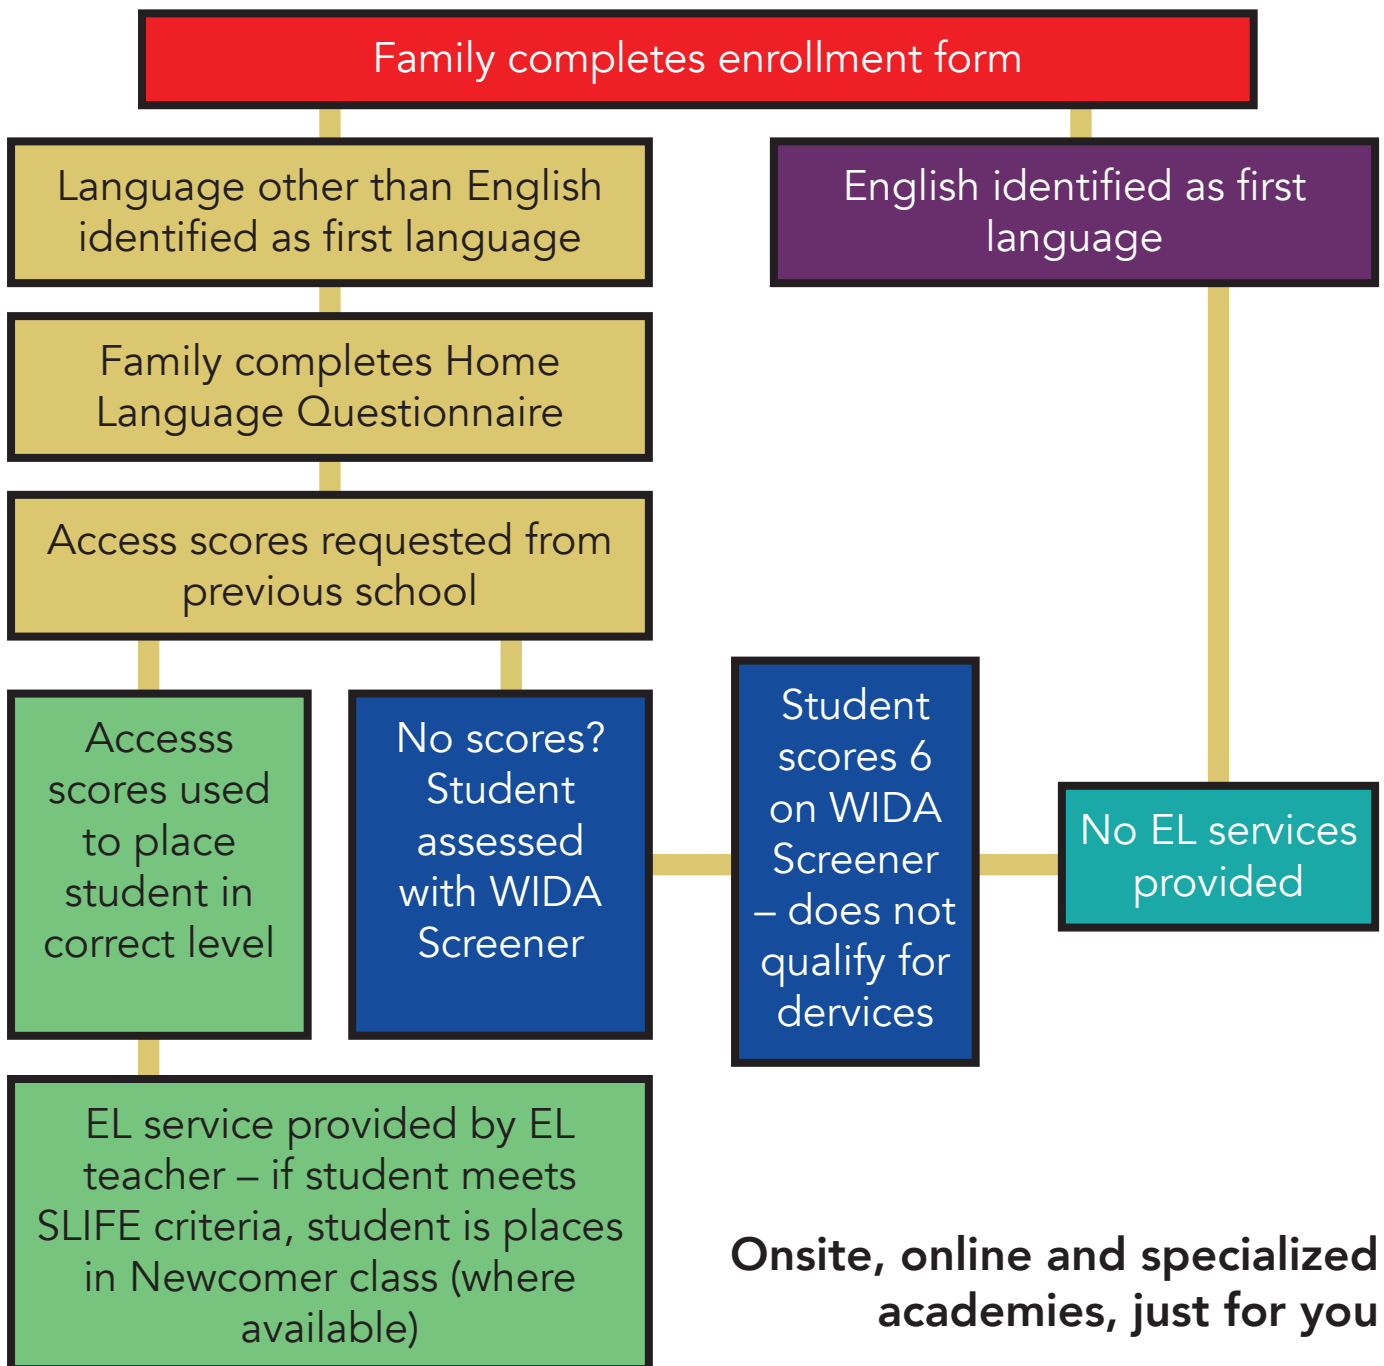 Family completes enrollment form
Language other than English
identified as first language
English identified as first
language
Family completes Home
Language Questionnaire
Access scores requested from
previous school
Accesss
scores used
to place
student in
correct level
No scores?
Student
assessed
with WIDA
Screener
Student
scores 6
on WIDA
Screener
– does not
qualify for
dervices
No EL services
provided
EL service provided by EL
teacher – if student meets
SLIFE criteria, student is places
in Newcomer class (where
available)
Onsite, online and specialized
academies, just for you